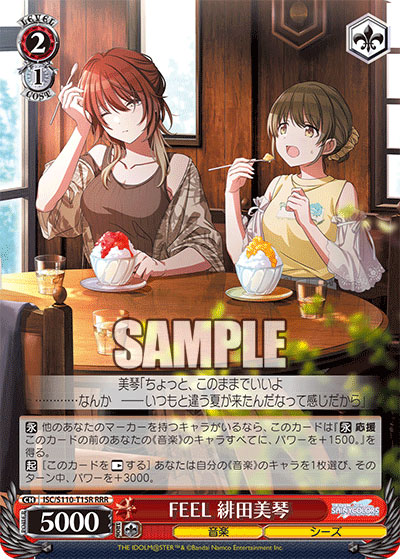 LEVEL
2
1
COST
SAMPLE
美琴「ちょっと、このままでいいよ
…………なんか ――いつもと違う夏が来たんだなって感じだから」
永 他のあなたのマーカーを持つキャラがいるなら、このカードは『永 応援
このカードの前のあなたの《音楽》のキャラすべてに、パワーを＋1500。』を
得る。
起［このカードをする］あなたは自分の《音楽》のキャラを1枚選び、その
ターン中、パワーを＋3000。
CH ISC/S110-T15R RRR
POWER
5000
FEEL 緋田美琴
音楽 シーズ
THE IDOLM@STER SHINYCOLORS
THE IDOLM@STER™& ©Bandai Namco Entertainment Inc.